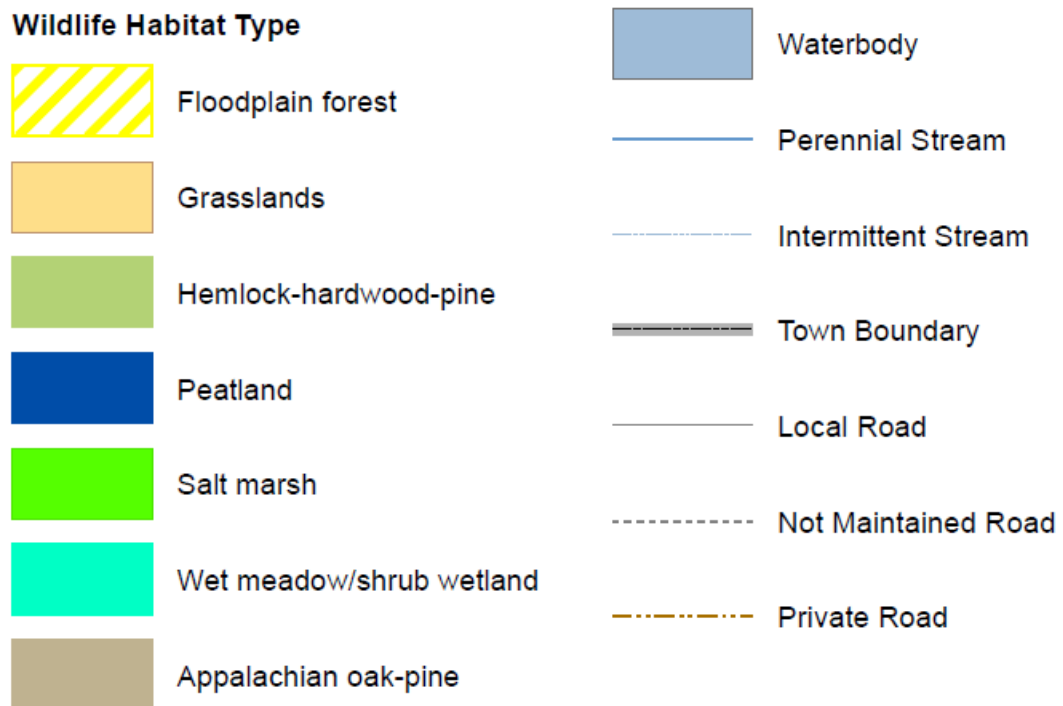 Wildlife Habitat Type
Floodplain forest
Grasslands
Hemlock-hardwood-pine
Peatland
Salt marsh
Wet meadow/shrub wetland
Appalachian oak-pine
Waterbody
Perennial Stream
Intermittent Stream
Town Boundary
Local Road
Not Maintained Road
Private Road